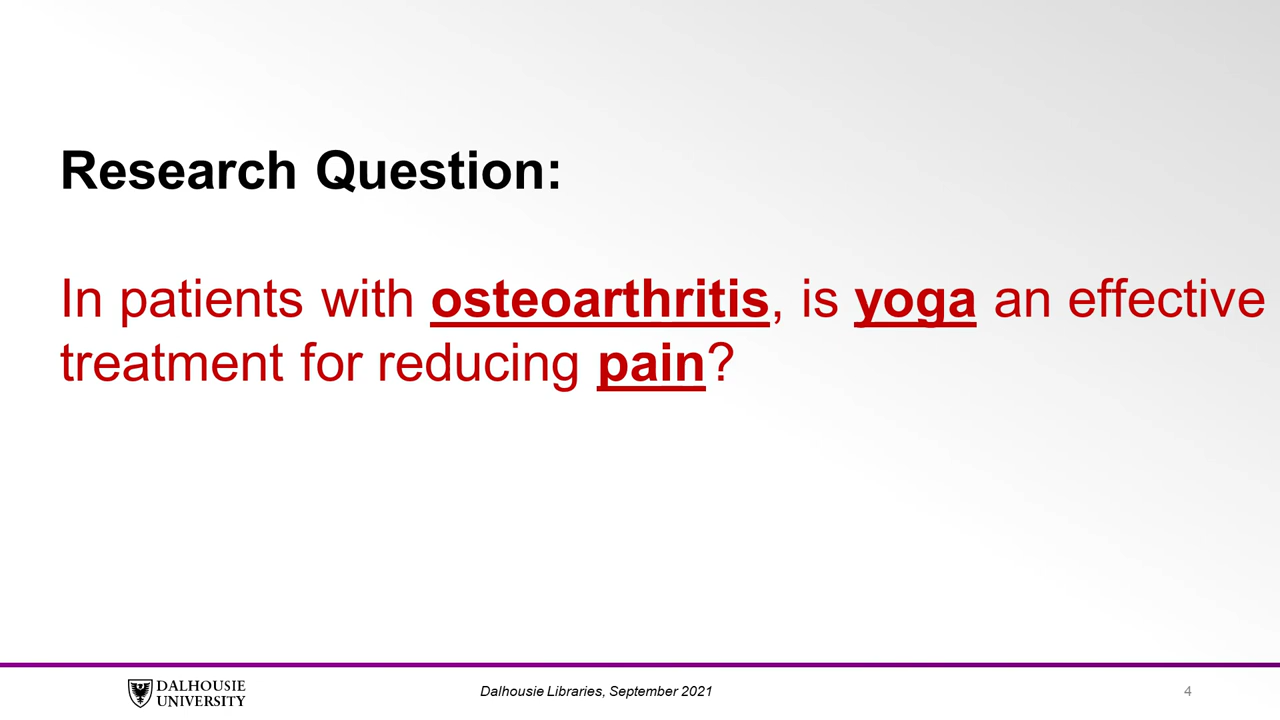 Research Question:
In patients with osteoarthritis, is yoga an effective
treatment for reducing pain?
DALHOUSIE
UNIVERSITY
Dalhousie Libraries, September 2021
4